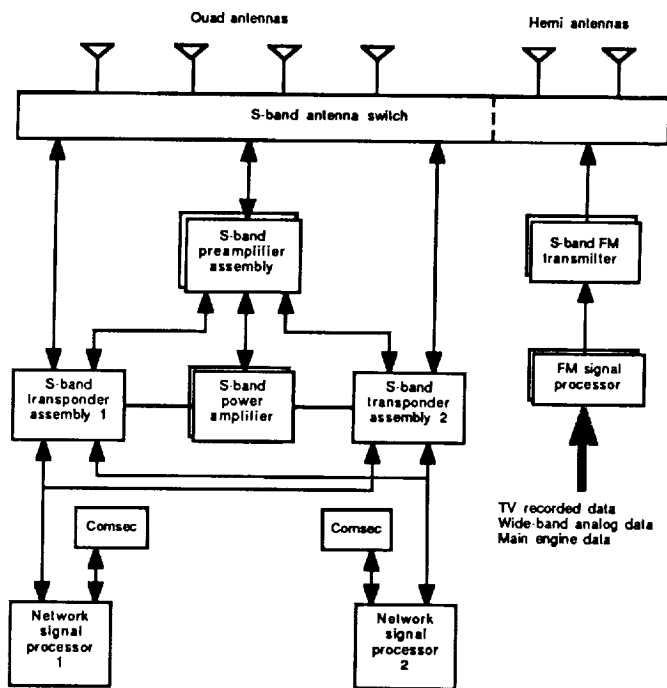 Quad antennas
Hemi antennas
S-band antenna switch
S-band
preamplifier
assembly
S-band FM
transmitter
S-band
transponder
assembly 1
S-band
power
amplifier
S-band
transponder
assembly 2
FM signal
processor
TV recorded data
Wide-band analog data
Main engine data
Comsec
Comsec
Network
signal
processor
1
Network
signal
processor
2